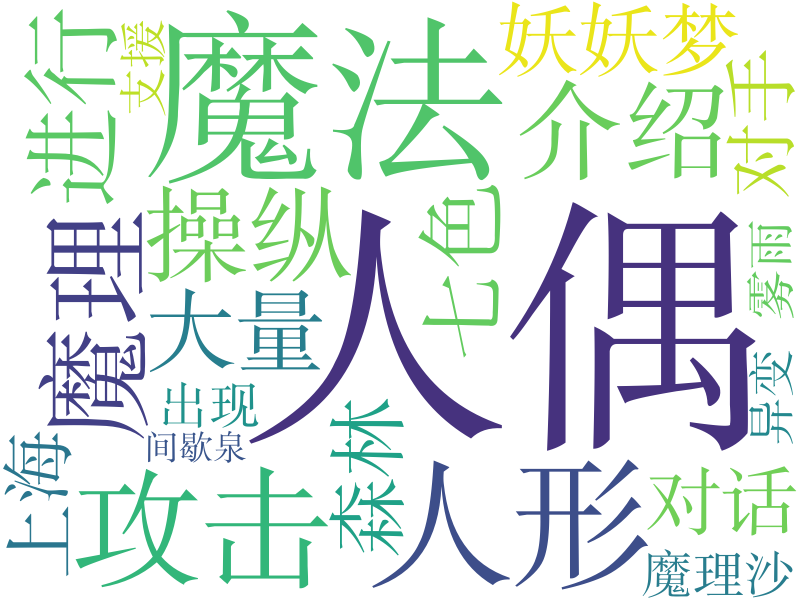 妖妖梦
支援
进行
魔法
介绍
对手
操纵
七色
魔理
人偶
雾雨
大量
异变
出现
森林
间歇泉
上海
攻击
人形
对话
魔理沙